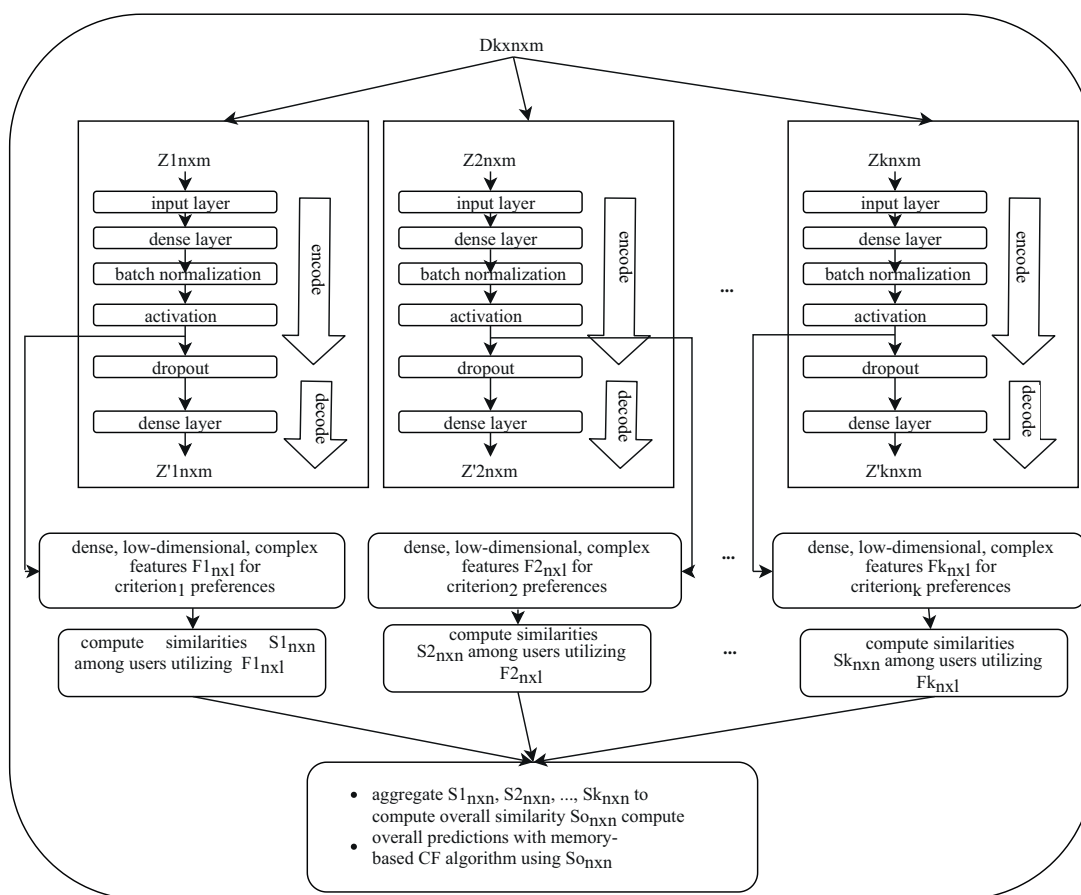 Dkxnxm
Z1nxm
input layer
dense layer
batch normalization
activation
dropout
dense layer
Z'1nxm
encode
decode
Z2nxm
input layer
dense layer
batch normalization
activation
dropout
dense layer
Z'2nxm
encode
decode
...
Zknxm
input layer
dense layer
batch normalization
activation
dropout
dense layer
Z'knxm
encode
decode
dense, low-dimensional, complex
features F1nxl for
criterion1 preferences
dense, low-dimensional, complex
features F2nxl for
criterion2 preferences
...
dense, low-dimensional, complex
features Fknxl for
criterionk preferences
compute similarities S1nxn
among users utilizing F1nxl
compute similarities
S2nxn among users utilizing
F2nxl
...
compute similarities
Sknxn among users utilizing
Fknxl
• aggregate S1nxn, S2nxn, ..., Sknxn to
compute overall similarity Sonxn compute
• overall predictions with memory-
based CF algorithm using Sonxn